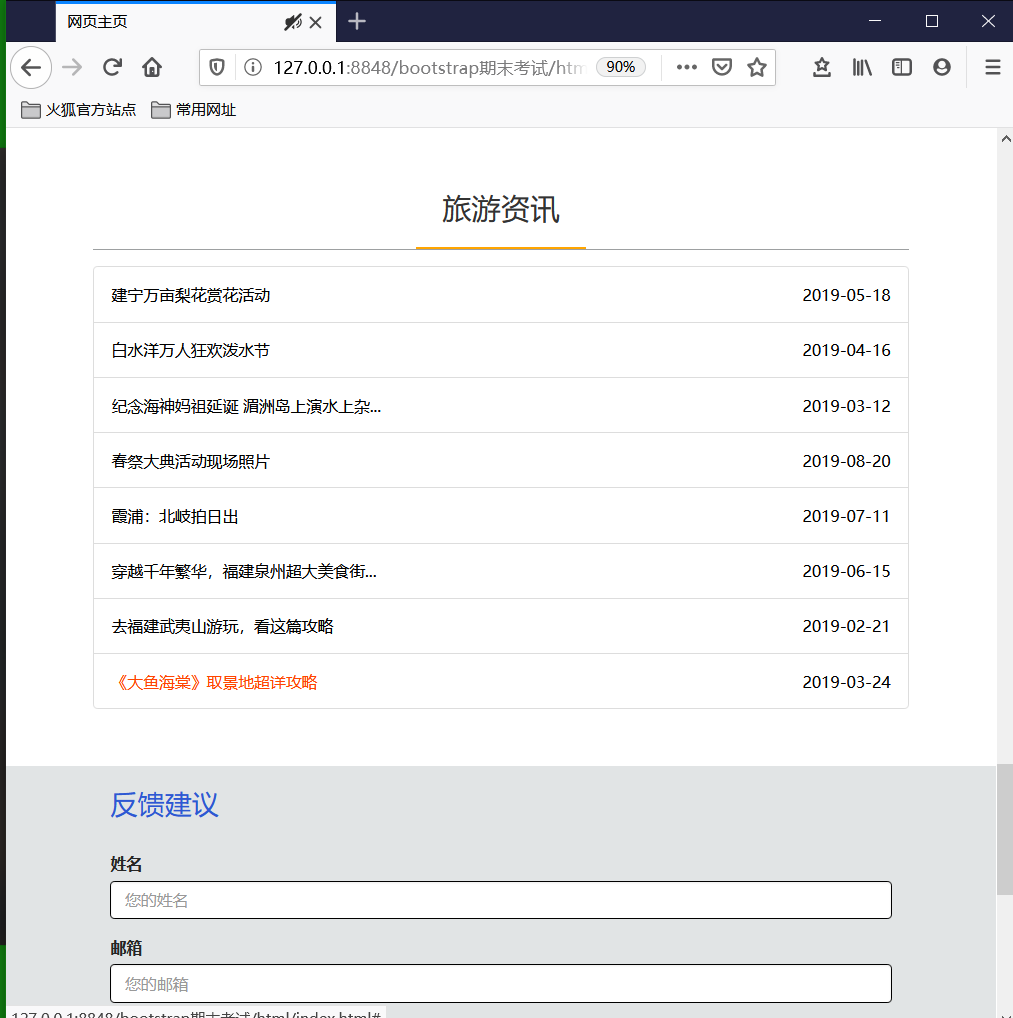 网页主页
127.0.0.1:8848/bootstrap期末考试/htm
90%
火狐官方站点 常用网址
旅游资讯
建宁万亩梨花赏花活动 2019-05-18
白水洋万人狂欢泼水节 2019-04-16
纪念海神妈祖延诞 湄洲岛上演水上杂... 2019-03-12
春祭大典活动现场照片 2019-08-20
霞浦：北岐拍日出 2019-07-11
穿越千年繁华，福建泉州超大美食街... 2019-06-15
去福建武夷山游玩，看这篇攻略 2019-02-21
《大鱼海棠》取景地超详攻略 2019-03-24
反馈建议
姓名
您的姓名
邮箱
您的邮箱
127.0.0.1:8848/bootstrap期末考试/html/index.html#